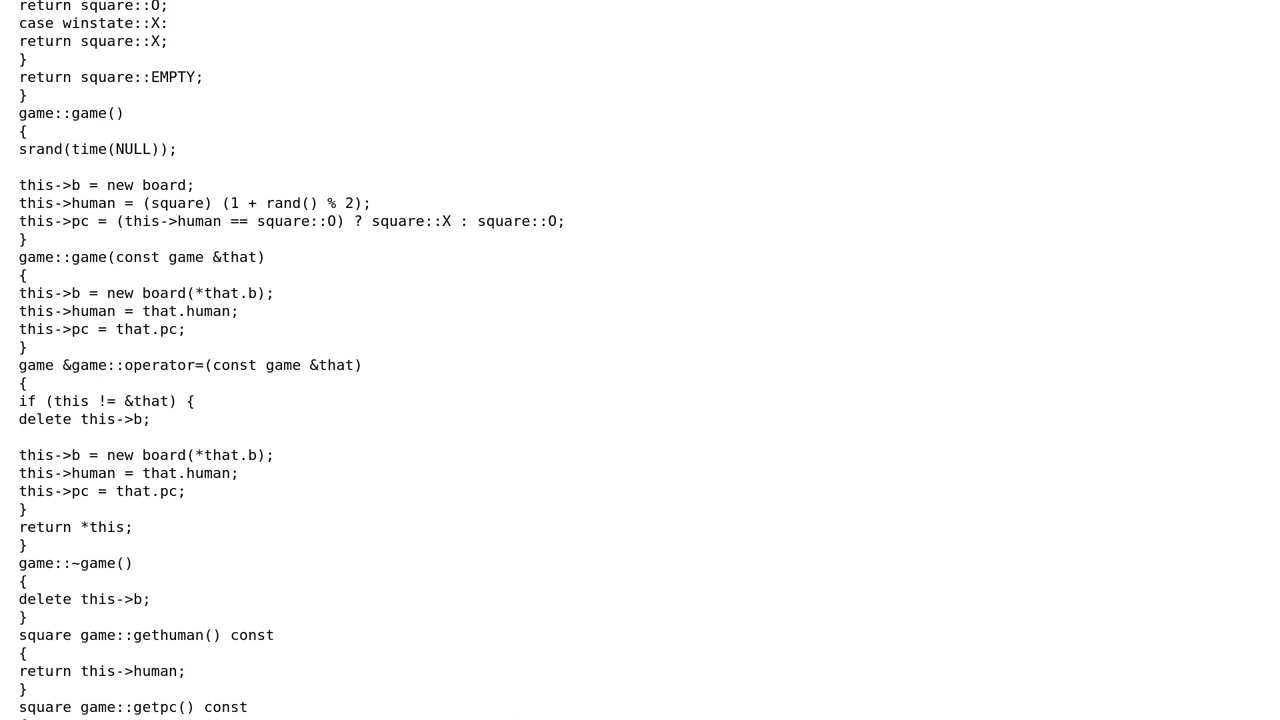 return square::O;
case winstate::X:
return square::X;
}
return square::EMPTY;
}
game::game()
{
srand(time(NULL));

this->b = new board;
this->human = (square) (1 + rand() % 2);
this->pc = (this->human == square::O) ? square::X : square::O;
}
game::game(const game &that)
{
this->b = new board(*that.b);
this->human = that.human;
this->pc = that.pc;
}
game &game::operator=(const game &that)
{
if (this != &that) {
delete this->b;

this->b = new board(*that.b);
this->human = that.human;
this->pc = that.pc;
}
return *this;
}
game::~game()
{
delete this->b;
}
square game::gethuman() const
{
return this->human;
}
square game::getpc() const